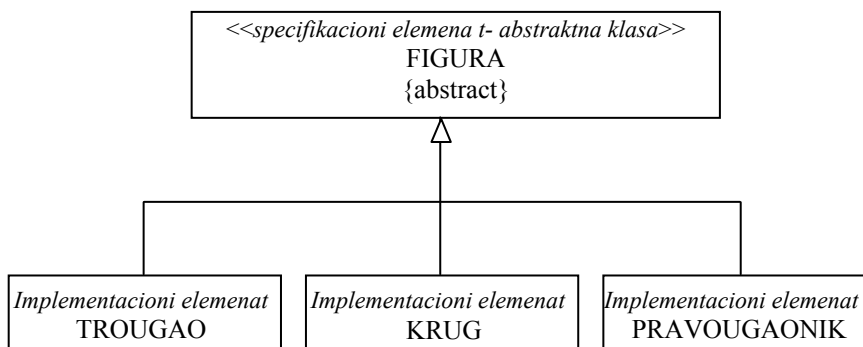 <<specifikacioni elemena t- abstraktna klasa>>
FIGURA
{abstract}
Implementacioni elemenat
TROUGAO
Implementacioni elemenat
KRUG
Implementacioni elemenat
PRAVOUGAONIK